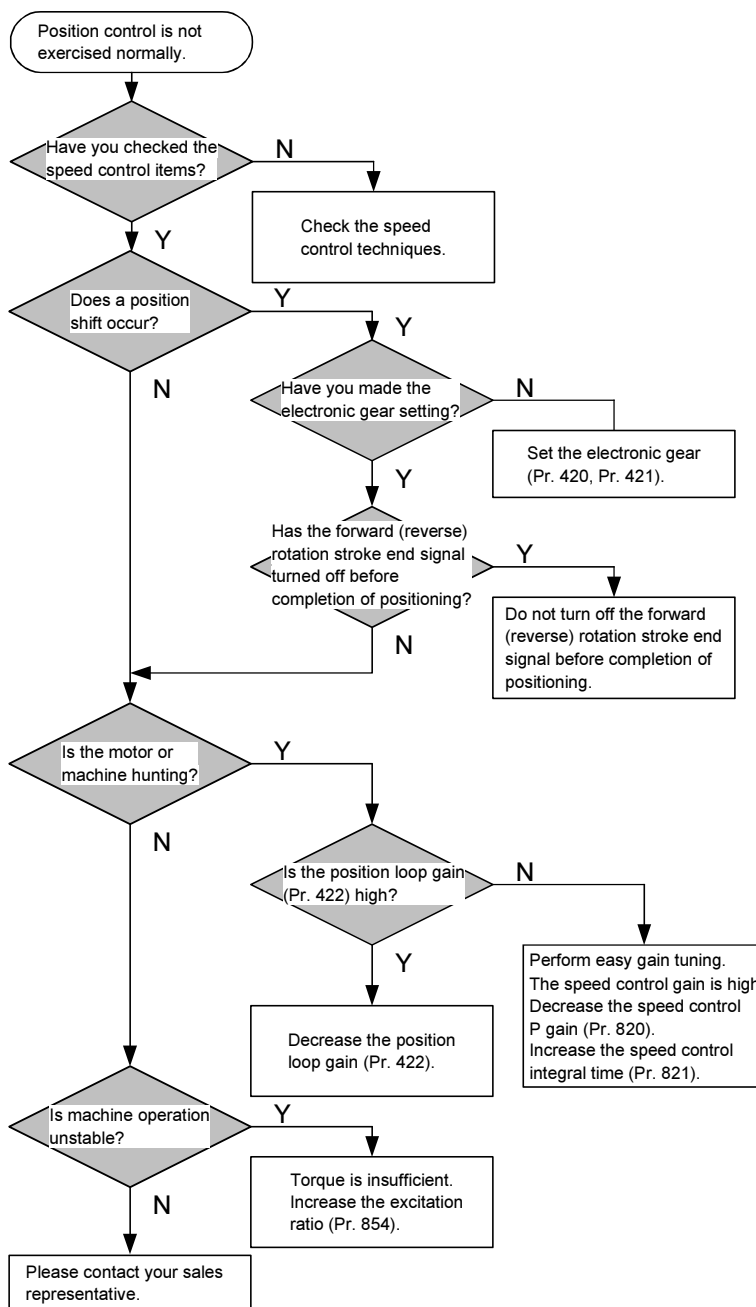 Position control is not
exercised normally.
Have you checked the
speed control items?
N
Check the speed
control techniques.
Y
Does a position
shift occur?
Y
Y
N
Have you made the
electronic gear setting?
N
Set the electronic gear
(Pr. 420, Pr. 421).
Y
Has the forward (reverse)
rotation stroke end signal
turned off before
completion of positioning?
Y
Do not turn off the forward
(reverse) rotation stroke end
signal before completion of
positioning.
N
Is the motor or
machine hunting?
Y
N
Is the position loop gain
(Pr. 422) high?
N
Y
Perform easy gain tuning.
The speed control gain is high
Decrease the speed control
P gain (Pr. 820).
Increase the speed control
integral time (Pr. 821).
Decrease the position
loop gain (Pr. 422).
Is machine operation
unstable?
Y
Torque is insufficient.
Increase the excitation
ratio (Pr. 854).
N
Please contact your sales
representative.